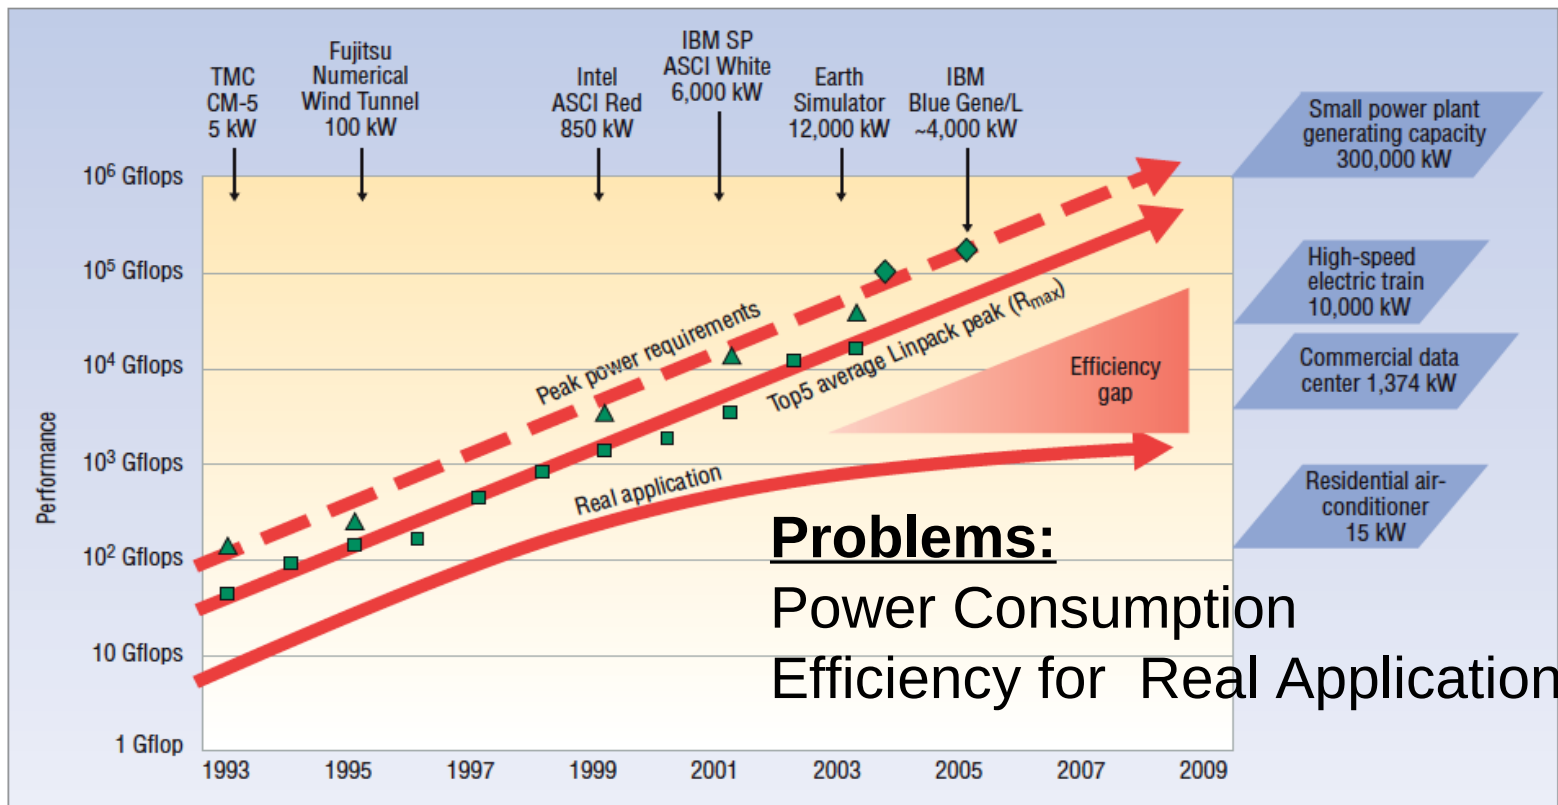 TMC
CM-5
5 kW
Fujitsu
Numerical
Wind Tunnel
100 kW
Intel
ASCI Red
850 kW
IBM SP
ASCI White
6,000 kW
Earth
Simulator
12,000 kW
IBM
Blue Gene/L
~4,000 kW
Small power plant
generating capacity
300,000 kW
High-speed
electric train
10,000 kW
Commercial data
center 1,374 kW
Residential air-
conditioner
15 kW
Performance
10⁶ Gflops
10⁵ Gflops
10⁴ Gflops
10³ Gflops
10² Gflops
10 Gflops
1 Gflop
Peak power requirements
Top5 average Linpack peak (Rmax)
Efficiency
gap
Real application
Problems:
Power Consumption
Efficiency for Real Application
1993 1995 1997 1999 2001 2003 2005 2007 2009